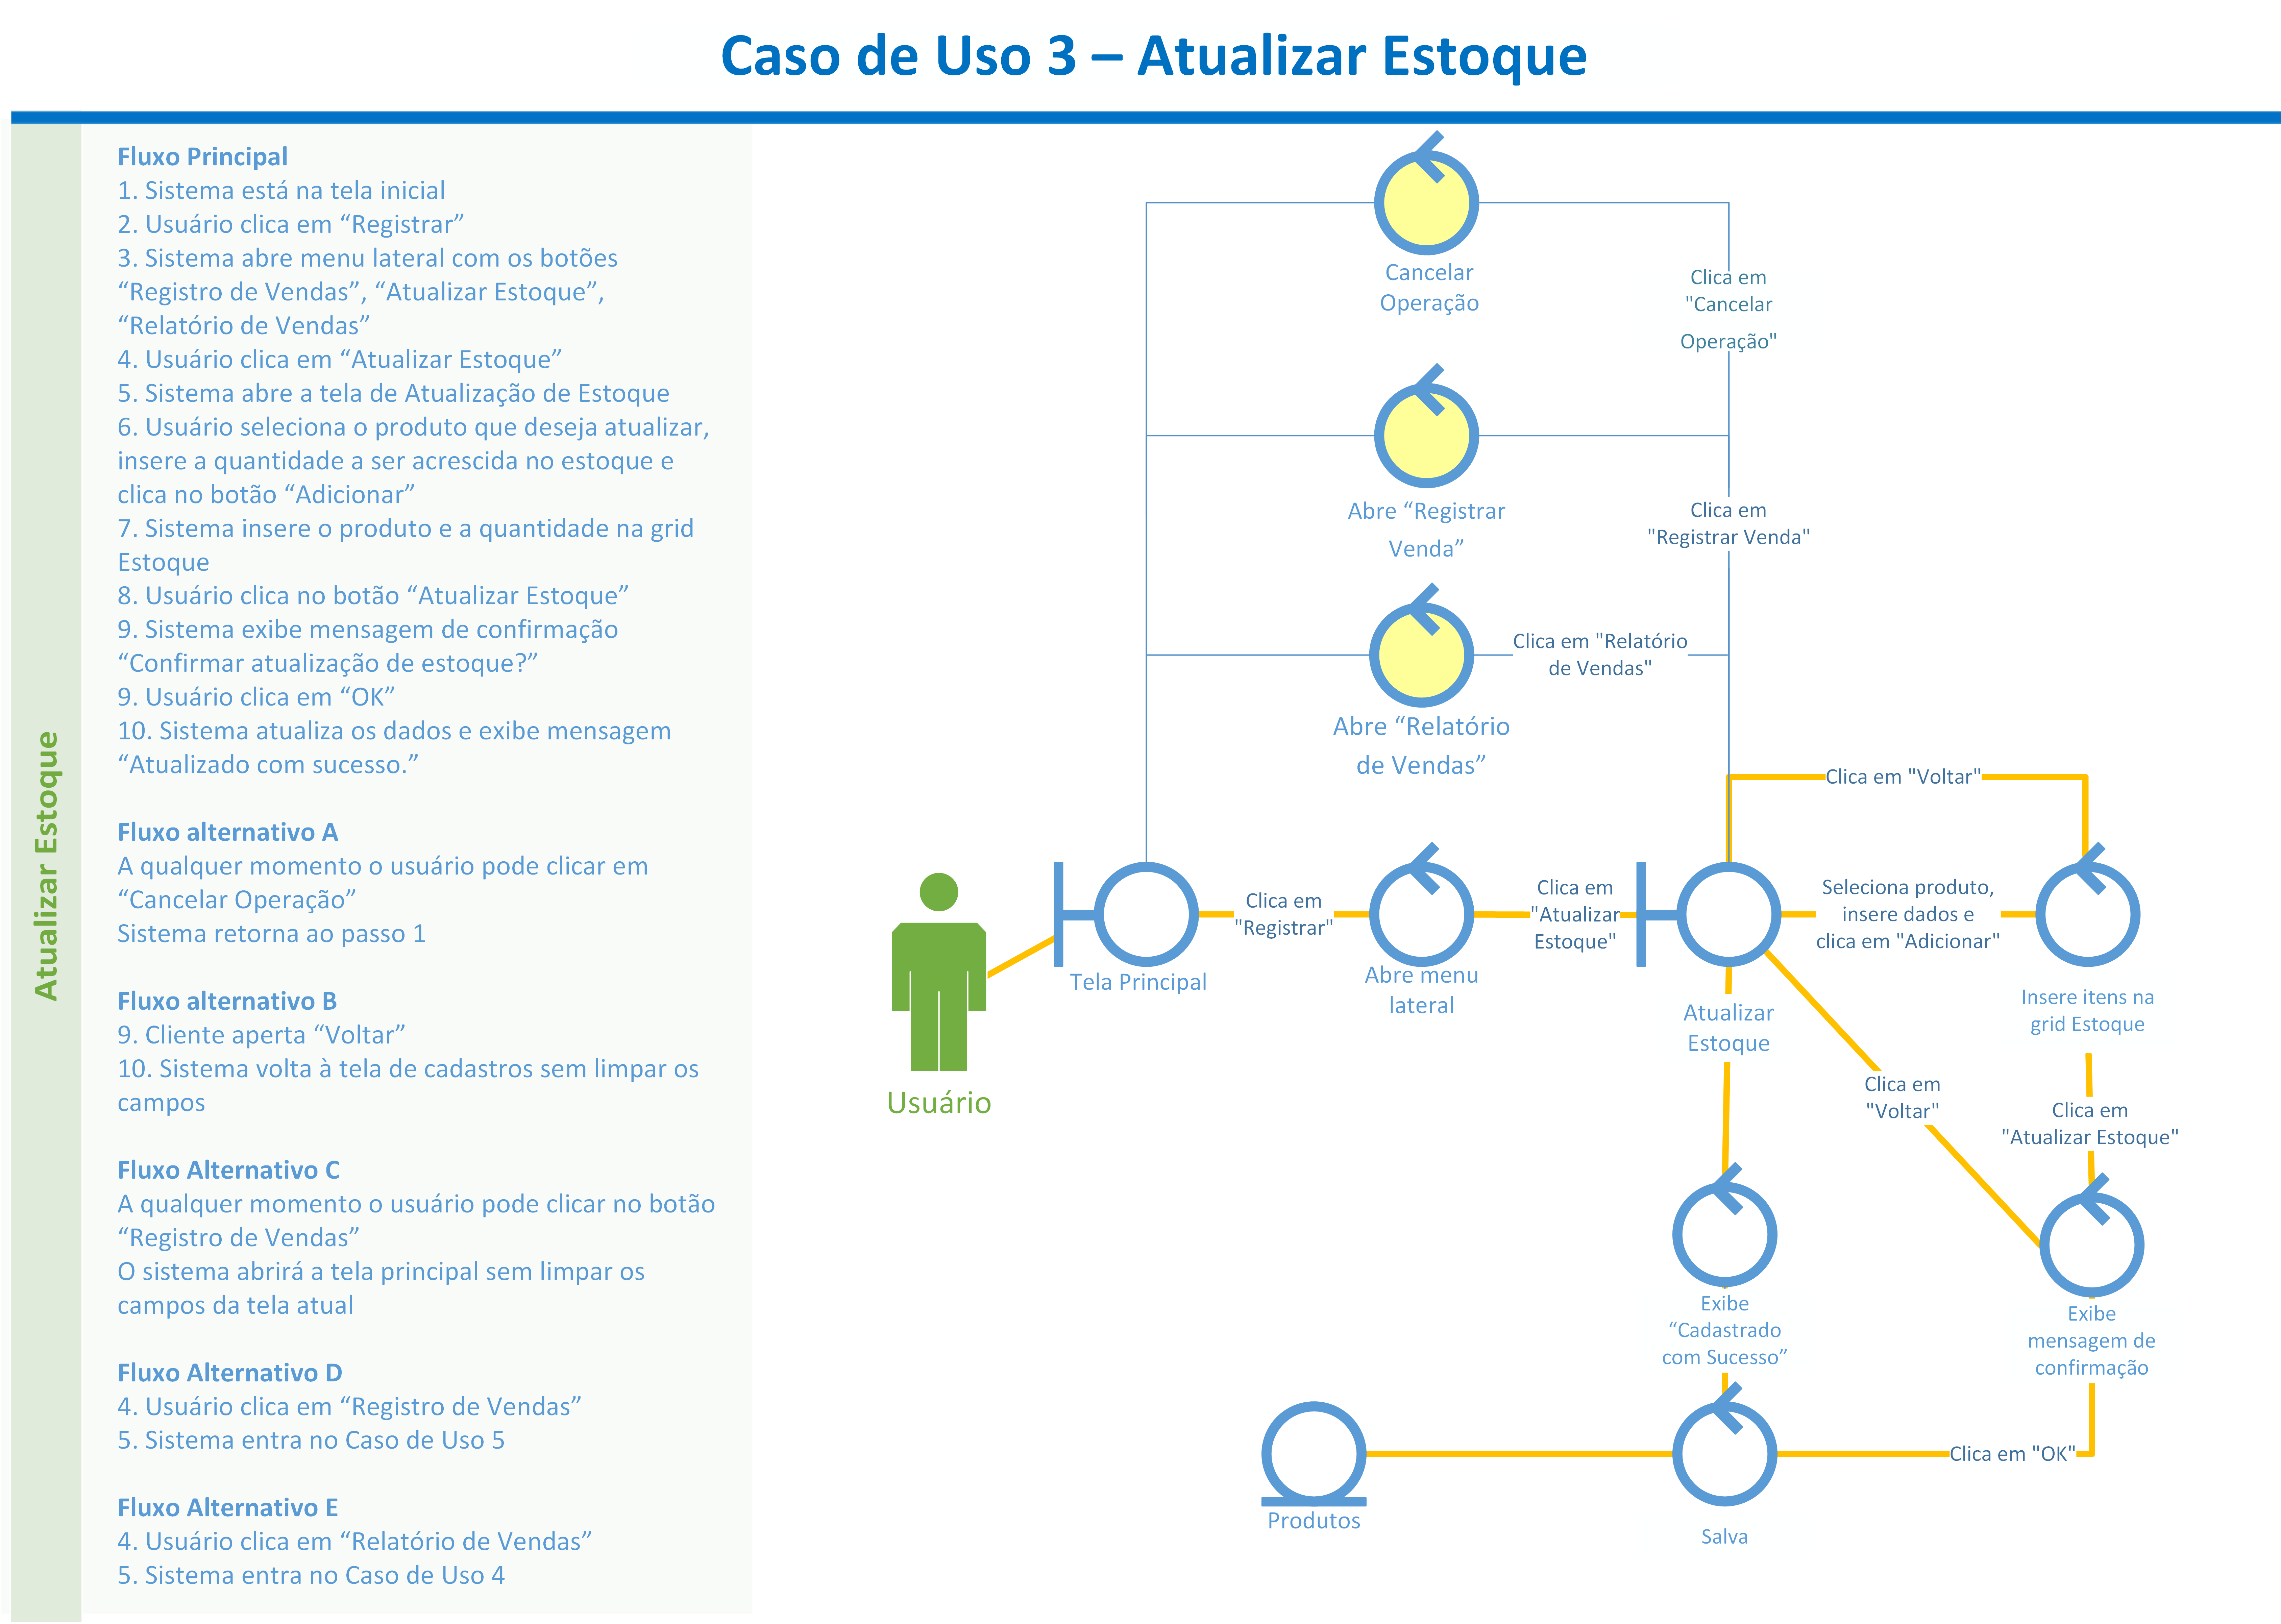 Caso de Uso 3 – Atualizar Estoque
Atualizar Estoque
Fluxo Principal
1. Sistema está na tela inicial
2. Usuário clica em “Registrar”
3. Sistema abre menu lateral com os botões
“Registro de Vendas”, “Atualizar Estoque”,
“Relatório de Vendas”
4. Usuário clica em “Atualizar Estoque”
5. Sistema abre a tela de Atualização de Estoque
6. Usuário seleciona o produto que deseja atualizar,
insere a quantidade a ser acrescida no estoque e
clica no botão “Adicionar”
7. Sistema insere o produto e a quantidade na grid
Estoque
8. Usuário clica no botão “Atualizar Estoque”
9. Sistema exibe mensagem de confirmação
“Confirmar atualização de estoque?”
9. Usuário clica em “OK”
10. Sistema atualiza os dados e exibe mensagem
“Atualizado com sucesso.”
Fluxo alternativo A
A qualquer momento o usuário pode clicar em
“Cancelar Operação”
Sistema retorna ao passo 1
Fluxo alternativo B
9. Cliente aperta “Voltar”
10. Sistema volta à tela de cadastros sem limpar os
campos
Fluxo Alternativo C
A qualquer momento o usuário pode clicar no botão
“Registro de Vendas”
O sistema abrirá a tela principal sem limpar os
campos da tela atual
Fluxo Alternativo D
4. Usuário clica em “Registro de Vendas”
5. Sistema entra no Caso de Uso 5
Fluxo Alternativo E
4. Usuário clica em “Relatório de Vendas”
5. Sistema entra no Caso de Uso 4
Cancelar
Operação
Clica em
"Cancelar
Operação"
Abre “Registrar
Venda”
Clica em
"Registrar Venda"
Abre “Relatório
de Vendas”
Clica em "Relatório
de Vendas"
Clica em "Voltar"
Usuário
Tela Principal
Clica em
"Registrar"
Abre menu
lateral
Clica em
"Atualizar
Estoque"
Atualizar
Estoque
Seleciona produto,
insere dados e
clica em "Adicionar"
Insere itens na
grid Estoque
Clica em
"Voltar"
Clica em
"Atualizar Estoque"
Exibe
“Cadastrado
com Sucesso”
Exibe
mensagem de
confirmação
Clica em "OK"
Produtos
Salva